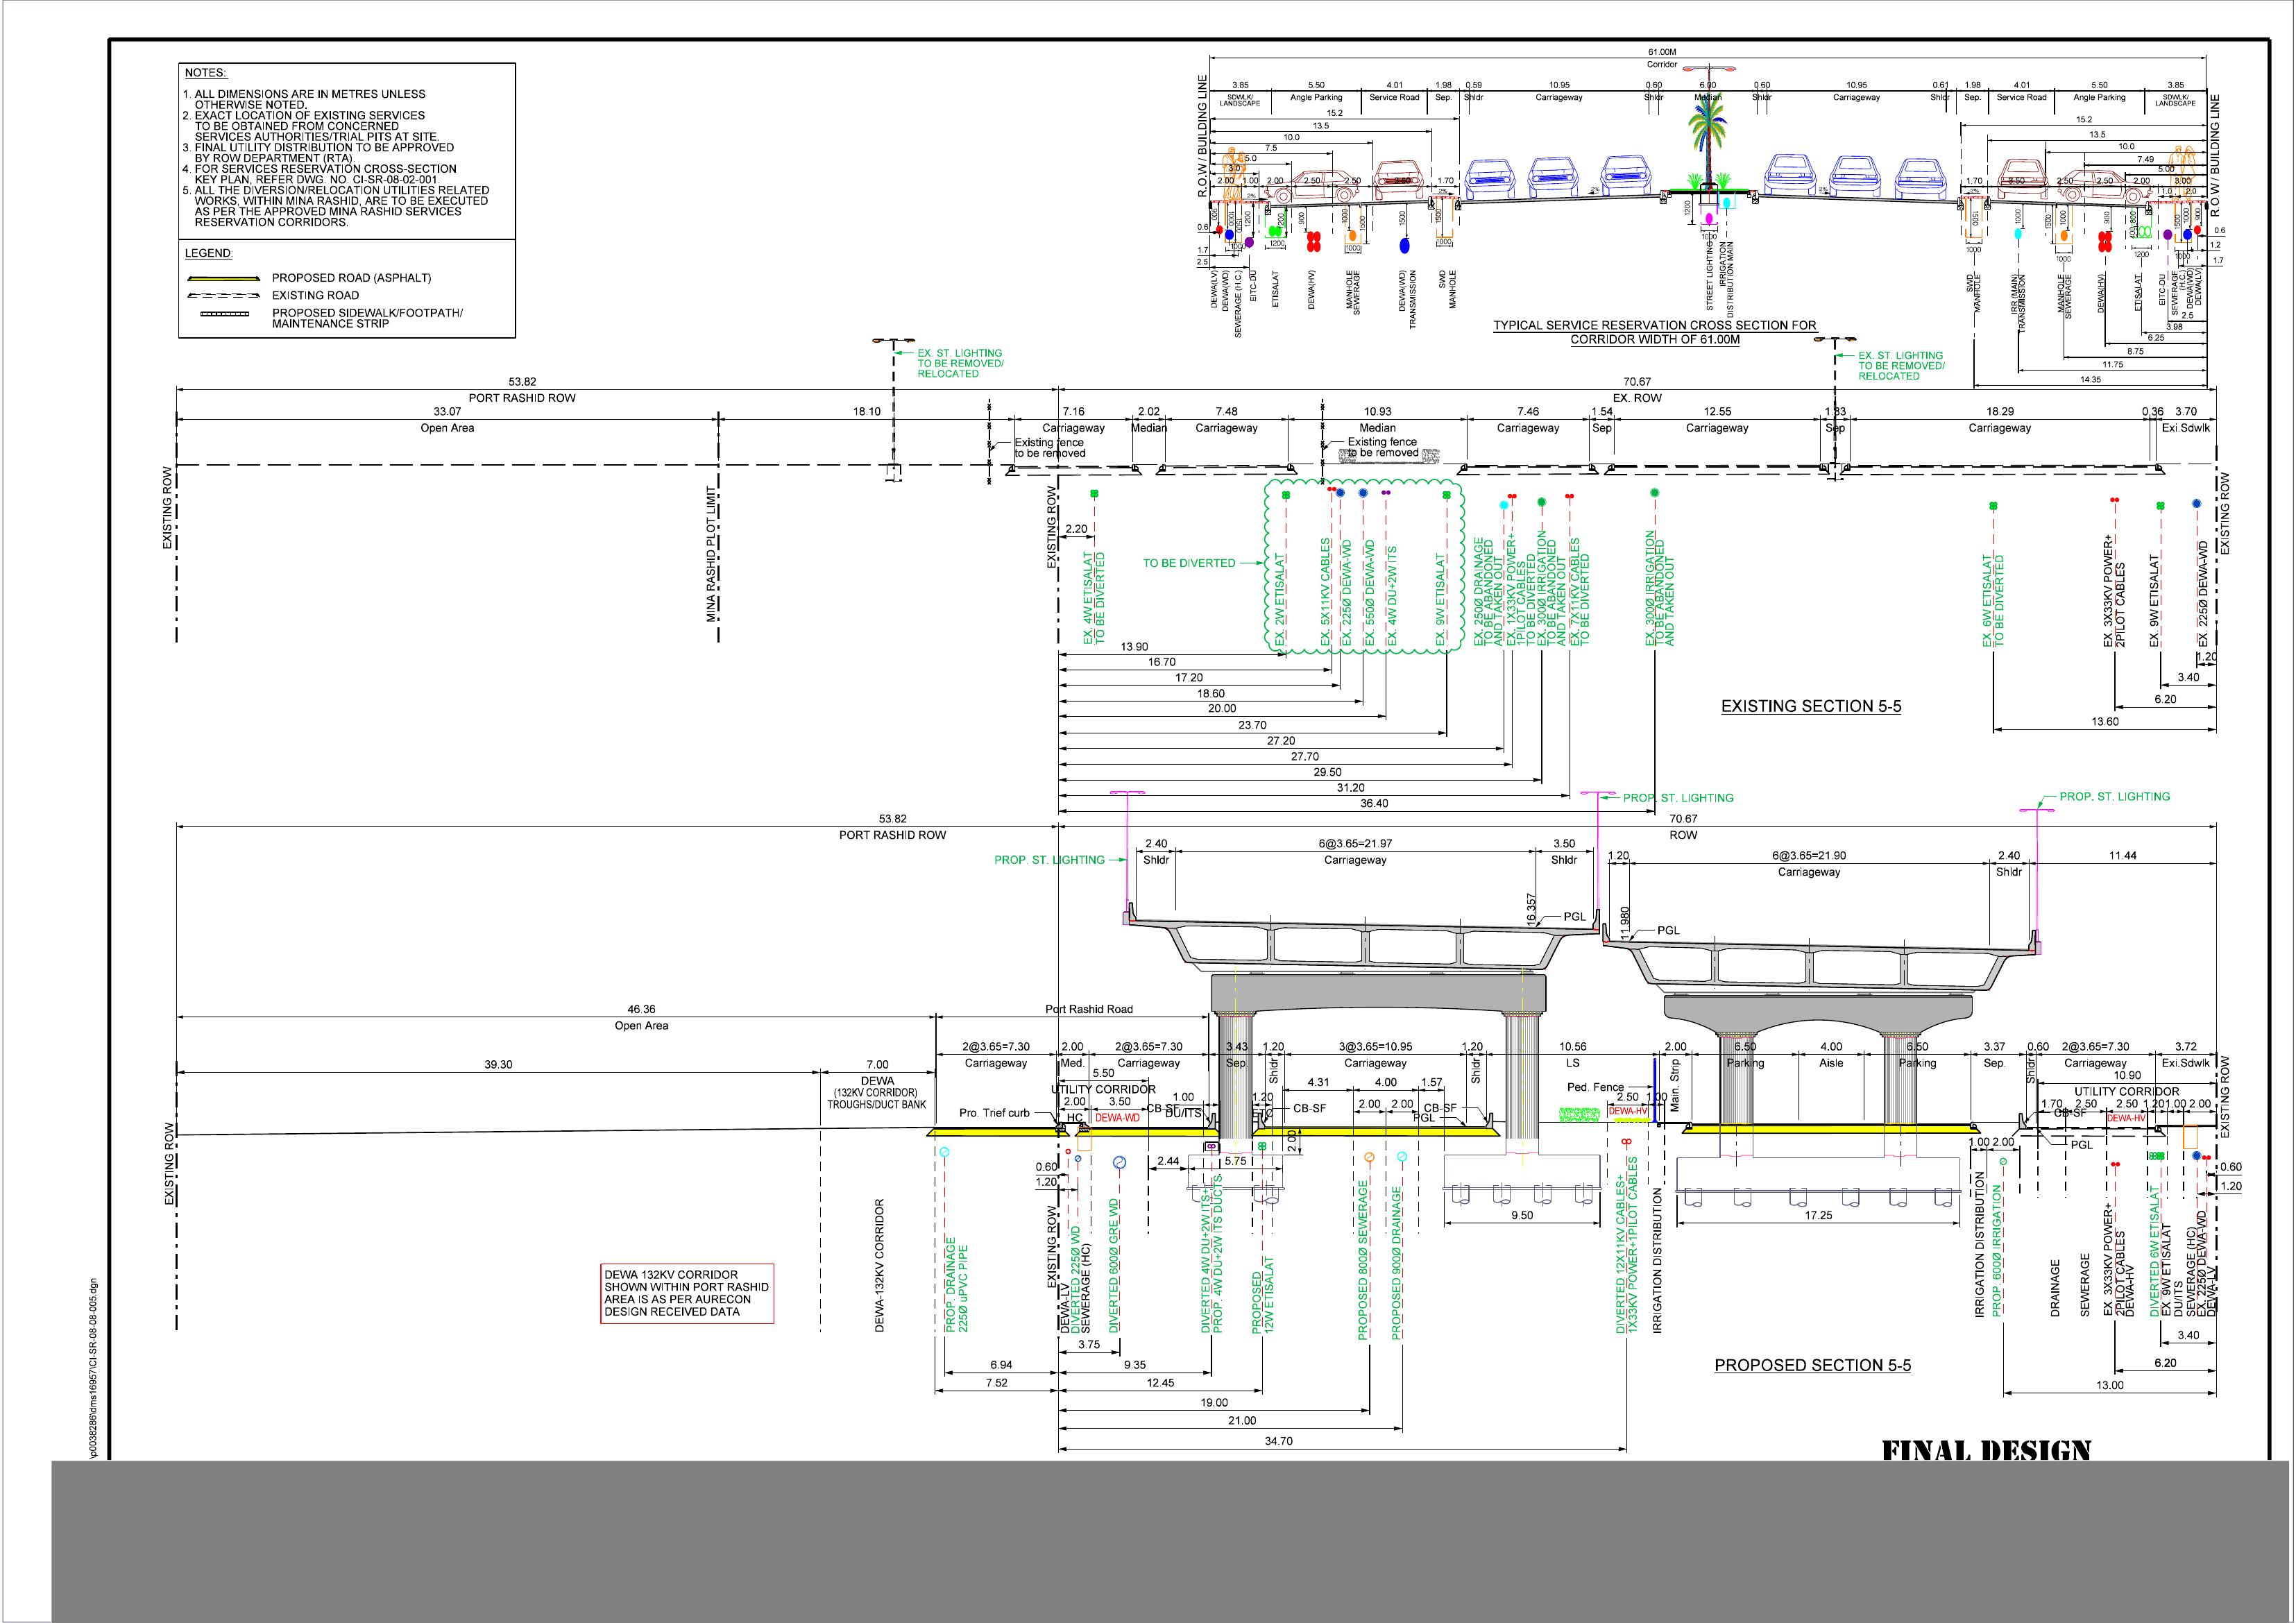 NOTES:
1. ALL DIMENSIONS ARE IN METRES UNLESS
OTHERWISE NOTED.
2. EXACT LOCATION OF EXISTING SERVICES
TO BE OBTAINED FROM CONCERNED
SERVICES AUTHORITIES/TRIAL PITS AT SITE.
3. FINAL UTILITY DISTRIBUTION TO BE APPROVED
BY ROW DEPARTMENT (RTA).
4. FOR SERVICES RESERVATION CROSS-SECTION
KEY PLAN, REFER DWG. NO. CI-SR-08-02-001.
5. ALL THE DIVERSION/RELOCATION UTILITIES RELATED
WORKS, WITHIN MINA RASHID, ARE TO BE EXECUTED
AS PER THE APPROVED MINA RASHID SERVICES
RESERVATION CORRIDORS.
LEGEND:
PROPOSED ROAD (ASPHALT)
EXISTING ROAD
PROPOSED SIDEWALK/FOOTPATH/
MAINTENANCE STRIP
61.00M
Corridor
3.85 5.50 4.01 1.98 0.59 10.95 0.60 6.00 0.60 10.95 0.61 1.98 4.01 5.50 3.85
SDWLK/ LANDSCAPE Angle Parking Service Road Sep. Shldr Carriageway Shldr Median Shldr Carriageway Shldr Sep. Service Road Angle Parking SDWLK/ LANDSCAPE
R.O.W / BUILDING LINE
R.O.W / BUILDING LINE
15.2 15.2
13.5 13.5
10.0 10.0
7.5 7.49
5.0 5.00
3.0
2.00 1.00 2.00 2.50 2.50 1.70
1.70 2.50 2.50 2.00
0.6 0.6
1.2
1.7 1.7
2.5 2.5
DEWA(LV)
DEWA(WD)
SEWERAGE (H.C.)
EITC-DU
ETISALAT
DEWA(HV)
MANHOLE
SEWERAGE
DEWA(WD)
TRANSMISSION
SWD
MANHOLE
STREET LIGHTING
IRRIGATION
DISTRIBUTION MAIN
SWD
MANHOLE
IRR (MAIN)
TRANSMISSION
MANHOLE
SEWERAGE
DEWA(HV)
ETISALAT
EITC-DU
SEWERAGE
(H.C.)
DEWA(WD)
DEWA(LV)
3.98
6.25
8.75
11.75
14.35
TYPICAL SERVICE RESERVATION CROSS SECTION FOR
CORRIDOR WIDTH OF 61.00M
EX. ST. LIGHTING
TO BE REMOVED/
RELOCATED
EX. ST. LIGHTING
TO BE REMOVED/
RELOCATED
53.82 70.67
PORT RASHID ROW EX. ROW
33.07 18.10 7.16 2.02 7.48 10.93 7.46 1.54 12.55 1.83 18.29 0.36 3.70
Open Area Carriageway Median Carriageway Median Carriageway Sep Carriageway Sep Carriageway Exi.Sdwlk
Existing fence
to be removed
Existing fence
to be removed
EXISTING ROW
MINA RASHID PLOT LIMIT
EXISTING ROW
EXISTING ROW
2.20
TO BE DIVERTED
EX. 4W ETISALAT
TO BE DIVERTED
EX. 2W ETISALAT
EX. 5X11KV CABLES
EX. 225Ø DEWA-WD
EX. 550Ø DEWA-WD
EX. 4W DU+2W ITS
EX. 9W ETISALAT
EX. 250Ø DRAINAGE
TO BE ABANDONED
AND TAKEN OUT
EX. 1X33KV POWER+
1PILOT CABLES
TO BE DIVERTED
EX. 300Ø IRRIGATION
TO BE ABANDONED
AND TAKEN OUT
EX. 7X11KV CABLES
TO BE DIVERTED
EX. 300Ø IRRIGATION
TO BE ABANDONED
AND TAKEN OUT
EX. 6W ETISALAT
TO BE DIVERTED
EX. 3X33KV POWER+
2PILOT CABLES
EX. 9W ETISALAT
EX. 225Ø DEWA-WD
13.90
16.70
17.20
18.60
20.00
23.70
27.20
27.70
29.50
31.20
36.40
1.20
3.40
6.20
13.60
EXISTING SECTION 5-5
53.82 70.67
PORT RASHID ROW ROW
PROP. ST. LIGHTING
PROP. ST. LIGHTING
PROP. ST. LIGHTING
2.40 6@3.65=21.97 3.50
Shldr Carriageway Shldr
1.20 6@3.65=21.90 2.40 11.44
Carriageway Shldr
16.357
PGL
11.980
PGL
46.36 Port Rashid Road
Open Area
2@3.65=7.30 2.00 2@3.65=7.30 3.43 1.20 3@3.65=10.95 1.20 10.56 2.00 6.50 4.00 6.50 3.37 0.60 2@3.65=7.30 3.72
Carriageway Med. Carriageway Sep. Shldr Carriageway Shldr LS Main. Strip Parking Aisle Parking Sep. Shldr Carriageway Exi.Sdwlk
39.30 7.00
DEWA
(132KV CORRIDOR)
TROUGHS/DUCT BANK
Pro. Trief curb
5.50
UTILITY CORRIDOR
2.00 3.50 1.00 1.20
HC DEWA-WD CB-SF DU/ITS
4.31 4.00 1.57
2.00 2.00
CB-SF CB-SF
PGL
2.00
Ped. Fence
2.50 1.00
DEWA-HV
10.90
UTILITY CORRIDOR
1.70 2.50 2.50 1.20 1.00 2.00
CB-SF DEWA-HV
PGL
1.00 2.00
0.60
1.20
2.44 5.75
9.50
17.25
0.60
1.20
EXISTING ROW
DEWA-132KV CORRIDOR
PROP. DRAINAGE
225Ø uPVC PIPE
EXISTING ROW
DEWA-LV
DIVERTED 225Ø WD
SEWERAGE (HC)
DIVERTED 600Ø GRE WD
DIVERTED 4W DU+2W ITS+
PROP. 4W DU+2W ITS DUCTS
PROPOSED
12W ETISALAT
PROPOSED 800Ø SEWERAGE
PROPOSED 900Ø DRAINAGE
DIVERTED 12X11KV CABLES+
1X33KV POWER+1PILOT CABLES
IRRIGATION DISTRIBUTION
IRRIGATION DISTRIBUTION
PROP. 600Ø IRRIGATION
DRAINAGE
SEWERAGE
EX. 3X33KV POWER+
2PILOT CABLES
DEWA-HV
DIVERTED 6W ETISALAT
EX. 9W ETISALAT
DU/ITS
SEWERAGE (HC)
EX. 225Ø DEWA-WD
DEWA-LV
EXISTING ROW
DEWA 132KV CORRIDOR
SHOWN WITHIN PORT RASHID
AREA IS AS PER AURECON
DESIGN RECEIVED DATA
3.75
6.94 9.35
7.52 12.45
19.00
21.00
34.70
3.40
6.20
13.00
PROPOSED SECTION 5-5
FINAL DESIGN
\p0038286\dms16957\CI-SR-08-08-005.dgn